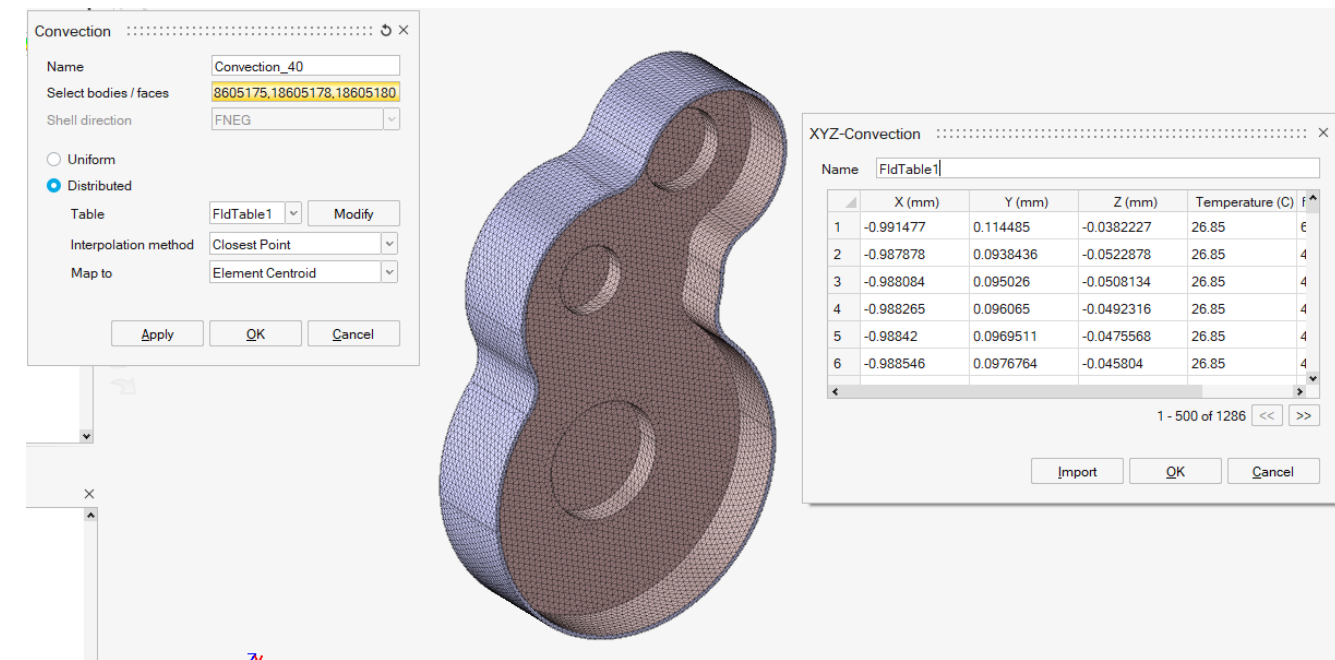 Convection
Name Convection_40
Select bodies / faces 8605175,18605178,18605180
Shell direction FNEG
Uniform
Distributed
Table FldTable1 Modify
Interpolation method Closest Point
Map to Element Centroid
Apply OK Cancel
XYZ-Convection
Name FldTable1
X (mm) Y (mm) Z (mm) Temperature (C)
1 -0.991477 0.114485 -0.0382227 26.85
2 -0.987878 0.0938436 -0.0522878 26.85 4
3 -0.988084 0.095026 -0.0508134 26.85 4
4 -0.988265 0.096065 -0.0492316 26.85 4
5 -0.98842 0.0969511 -0.0475568 26.85 4
6 -0.988546 0.0976764 -0.045804 26.85 4
1 - 500 of 1286 << >>
Import OK Cancel